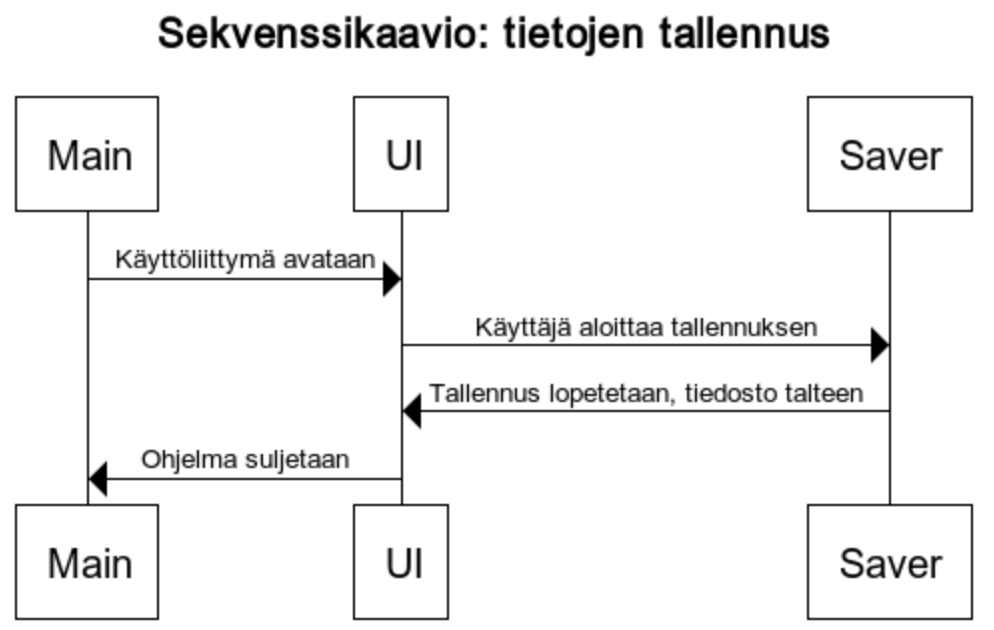 Sekvenssikaavio: tietojen tallennus
Main
UI
Saver
Käyttöliittymä avataan
Käyttäjä aloittaa tallennuksen
Tallennus lopetetaan, tiedosto talteen
Ohjelma suljetaan
Main
UI
Saver